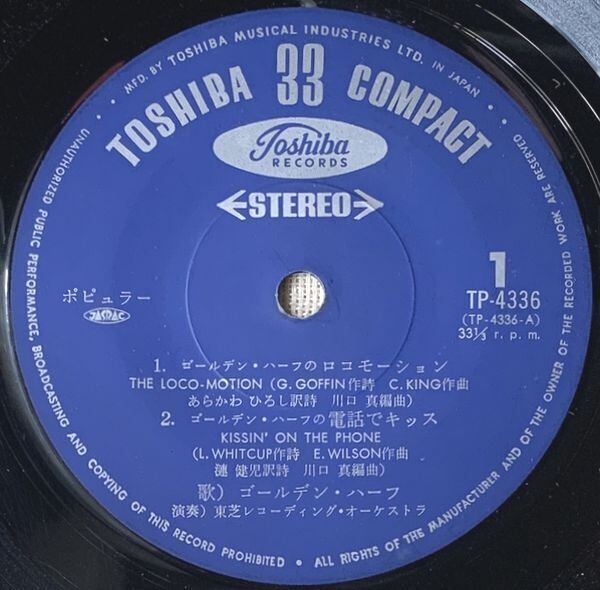 MFD. BY TOSHIBA MUSICAL INDUSTRIES LTD. IN JAPAN
TOSHIBA 33 COMPACT
Toshiba
RECORDS
STEREO
1
ポピュラー
JASRAC
TP-4336
(TP-4336-A)
33⅓ r. p. m.
1. ゴールデン・ハーフのロコモーション
THE LOCO-MOTION (G. GOFFIN作詩 C. KING作曲
あらかわ ひろし訳詩 川口 真編曲)
2. ゴールデン・ハーフの電話でキッス
KISSIN' ON THE PHONE
(L. WHITCUP作詩 E. WILSON作曲
漣 健児訳詩 川口 真編曲)
歌) ゴールデン・ハーフ
演奏) 東芝レコーディング・オーケストラ
UNAUTHORIZED PUBLIC PERFORMANCE, BROADCASTING AND COPYING OF THIS RECORD PROHIBITED • ALL RIGHTS OF THE MANUFACTURER AND OF THE OWNER OF THE RECORDED WORK ARE RESERVED